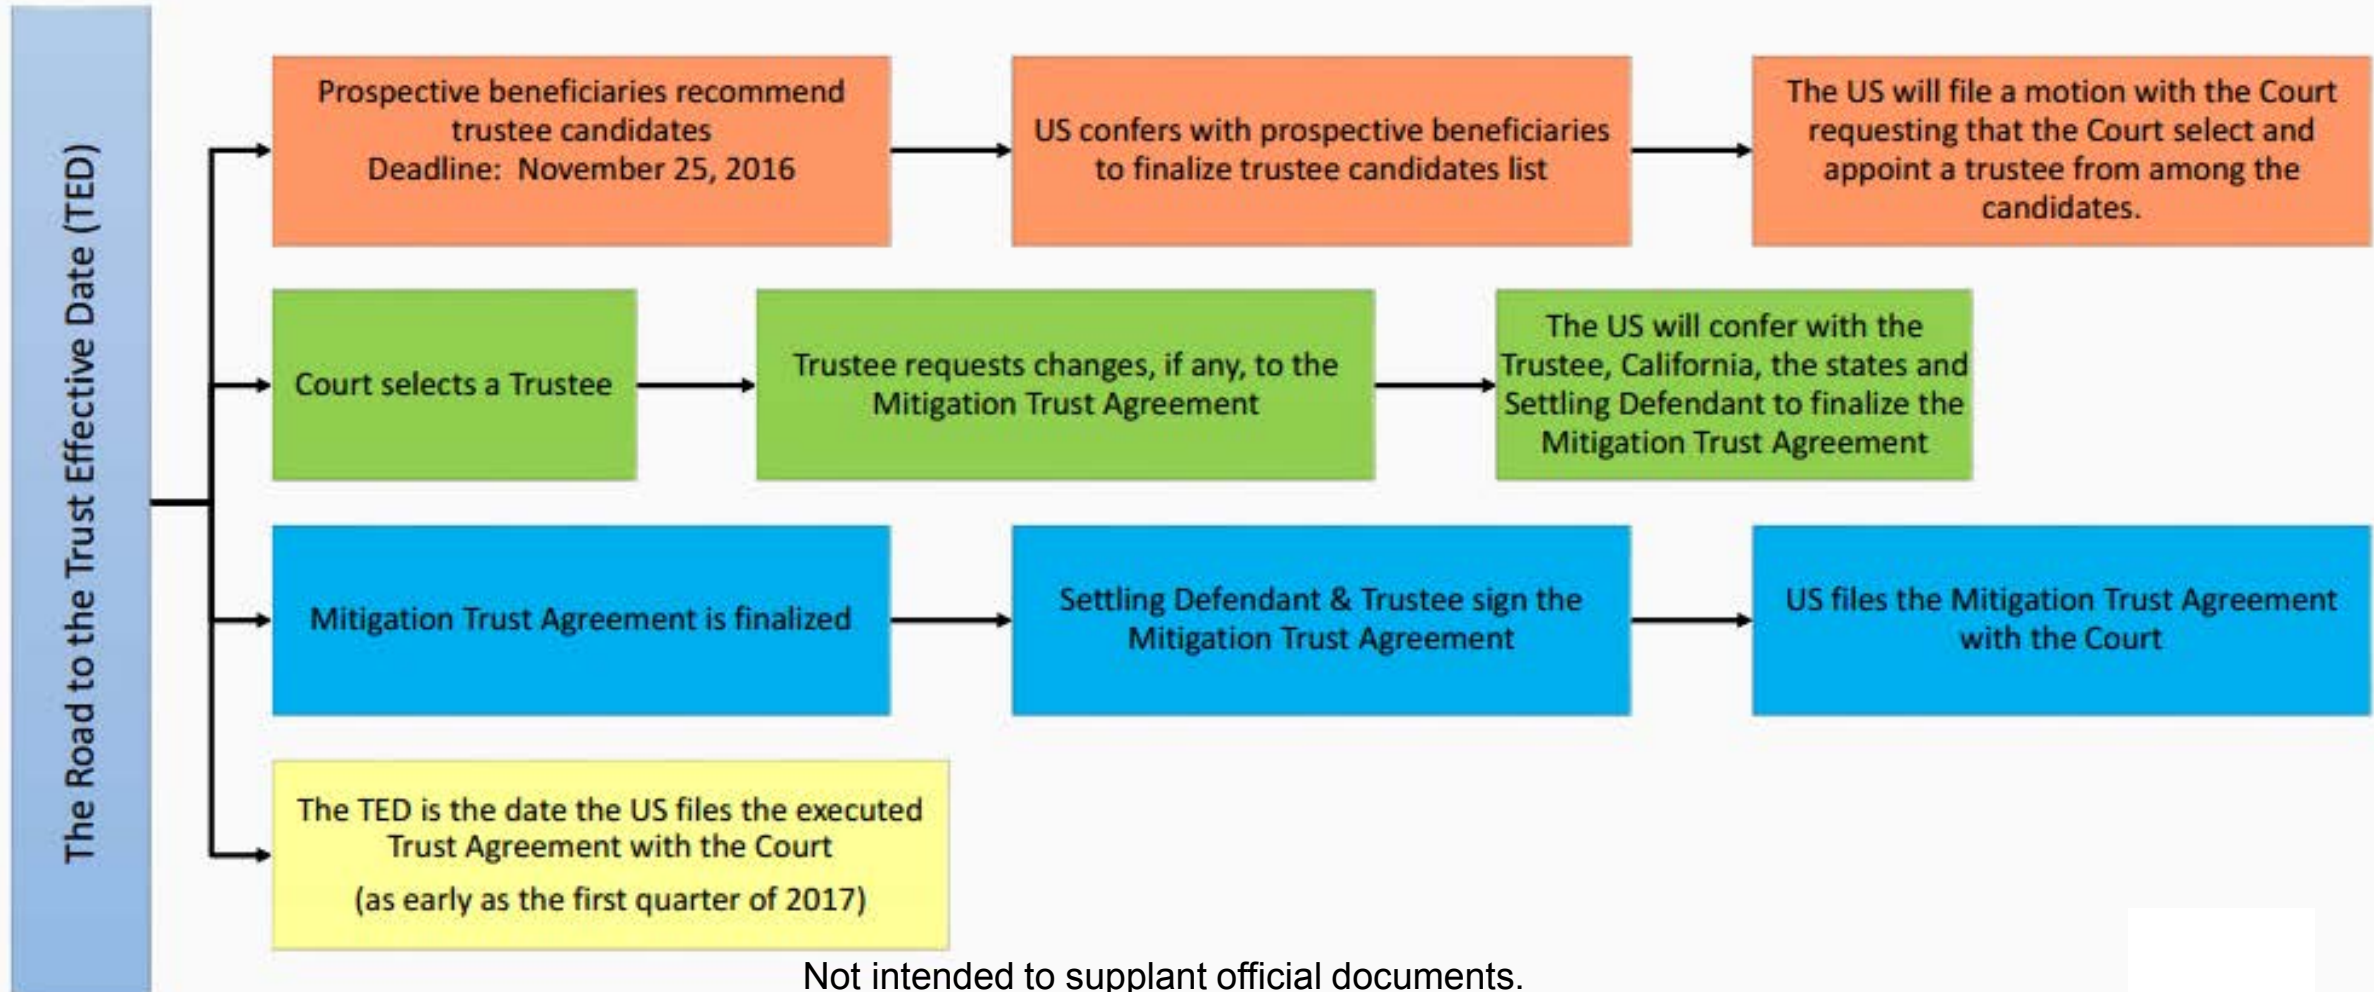 The Road to the Trust Effective Date (TED)
Prospective beneficiaries recommend
trustee candidates
Deadline:  November 25, 2016
US confers with prospective beneficiaries
to finalize trustee candidates list
The US will file a motion with the Court
requesting that the Court select and
appoint a trustee from among the
candidates.
Court selects a Trustee
Trustee requests changes, if any, to the
Mitigation Trust Agreement
The US will confer with the
Trustee, California, the states and
Settling Defendant to finalize the
Mitigation Trust Agreement
Mitigation Trust Agreement is finalized
Settling Defendant & Trustee sign the
Mitigation Trust Agreement
US files the Mitigation Trust Agreement
with the Court
The TED is the date the US files the executed
Trust Agreement with the Court
(as early as the first quarter of 2017)
Not intended to supplant official documents.